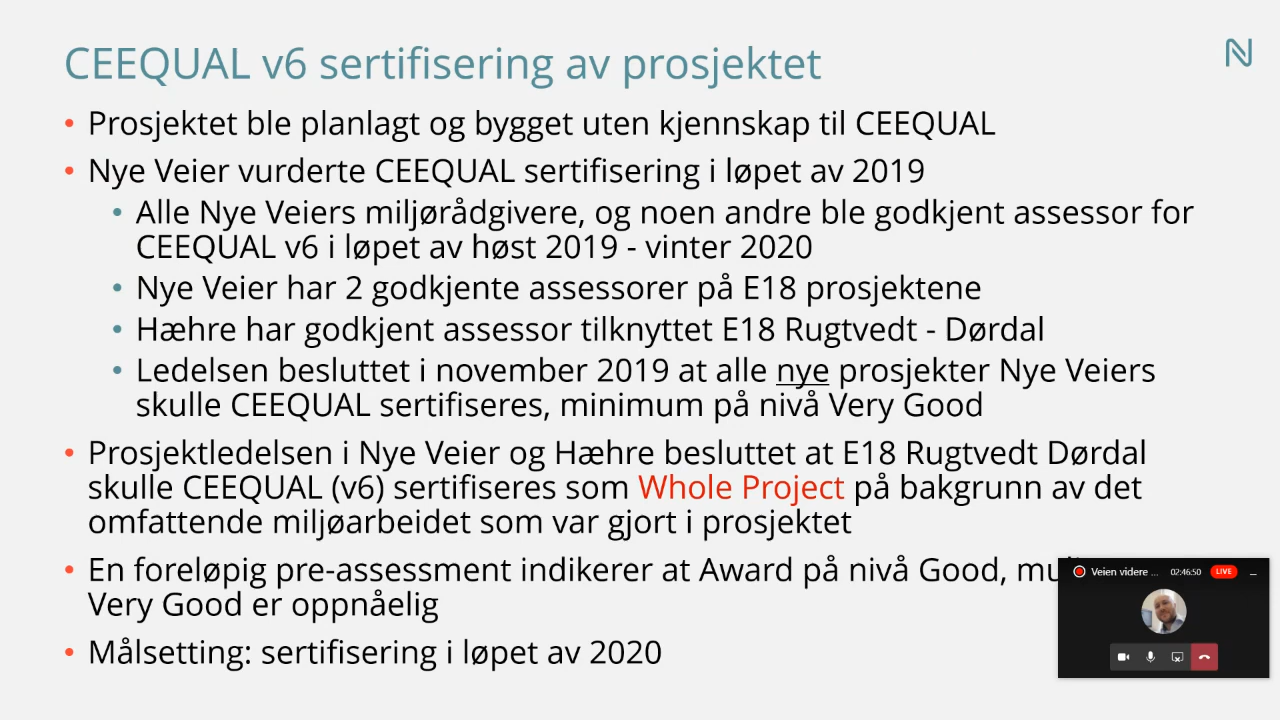 CEEQUAL v6 sertifisering av prosjektet
• Prosjektet ble planlagt og bygget uten kjennskap til CEEQUAL
• Nye Veier vurderte CEEQUAL sertifisering i løpet av 2019
• Alle Nye Veiers miljørådgivere, og noen andre ble godkjent assessor for
CEEQUAL v6 i løpet av høst 2019 - vinter 2020
• Nye Veier har 2 godkjente assessorer på E18 prosjektene
• Hæhre har godkjent assessor tilknyttet E18 Rugtvedt - Dørdal
• Ledelsen besluttet i november 2019 at alle nye prosjekter Nye Veiers
skulle CEEQUAL sertifiseres, minimum på nivå Very Good
• Prosjektledelsen i Nye Veier og Hæhre besluttet at E18 Rugtvedt Dørdal
skulle CEEQUAL (v6) sertifiseres som Whole Project på bakgrunn av det
omfattende miljøarbeidet som var gjort i prosjektet
• En foreløpig pre-assessment indikerer at Award på nivå Good,
Very Good er oppnåelig
• Målsetting: sertifisering i løpet av 2020
Veien videre ... 02:46:50 LIVE